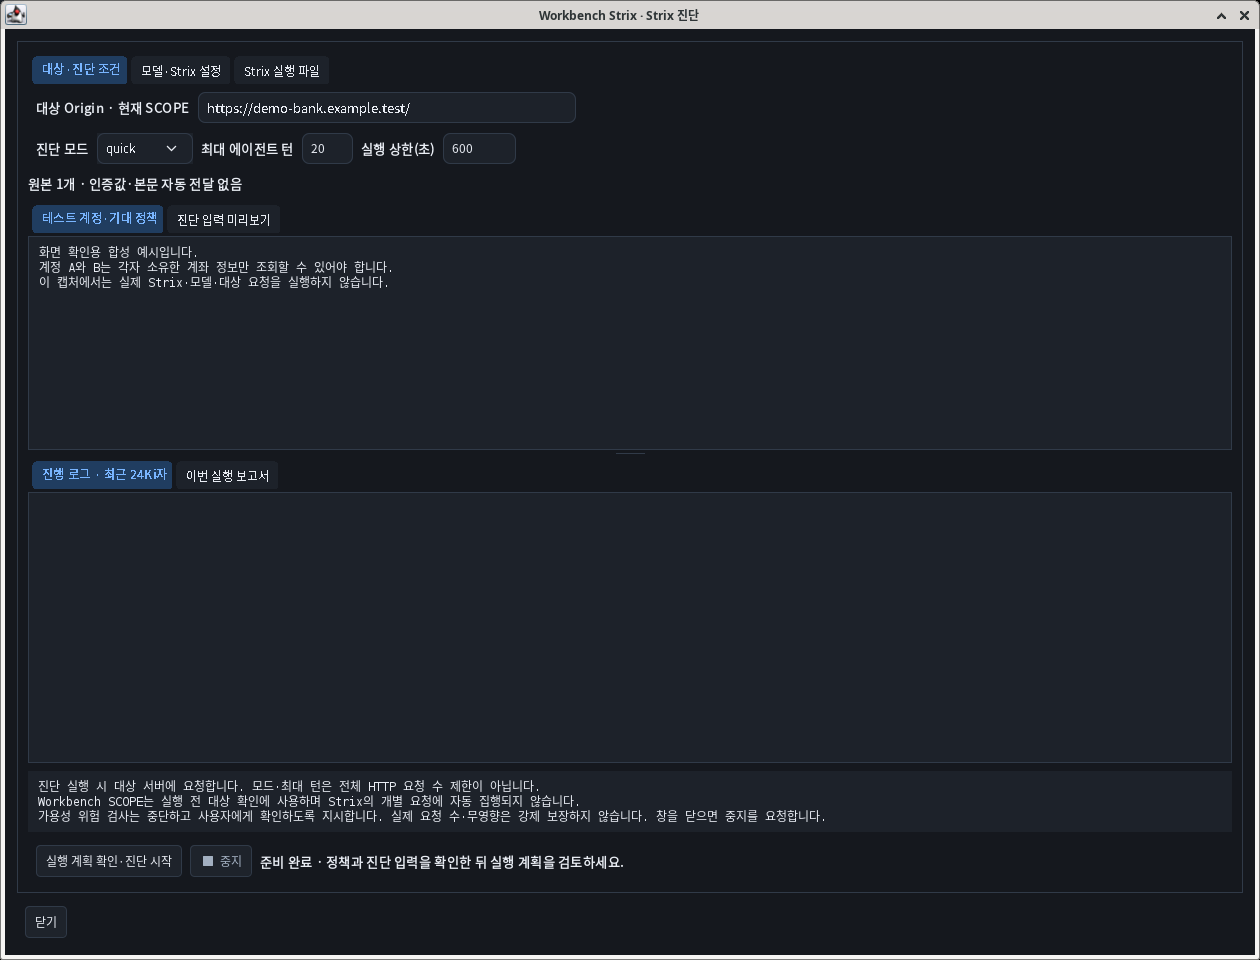 Workbench Strix · Strix 진단
대상·진단 조건 모델·Strix 설정 Strix 실행 파일
대상 Origin · 현재 SCOPE https://demo-bank.example.test/
진단 모드 quick 최대 에이전트 턴 20 실행 상한(초) 600
원본 1개 · 인증값·본문 자동 전달 없음
테스트 계정·기대 정책 진단 입력 미리보기
화면 확인용 합성 예시입니다.
계정 A와 B는 각자 소유한 계좌 정보만 조회할 수 있어야 합니다.
이 캡처에서는 실제 Strix·모델·대상 요청을 실행하지 않습니다.
진행 로그 · 최근 24Ki자 이번 실행 보고서
진단 실행 시 대상 서버에 요청합니다. 모드·최대 턴은 전체 HTTP 요청 수 제한이 아닙니다.
Workbench SCOPE는 실행 전 대상 확인에 사용하며 Strix의 개별 요청에 자동 집행되지 않습니다.
가용성 위험 검사는 중단하고 사용자에게 확인하도록 지시합니다. 실제 요청 수·무영향은 강제 보장하지 않습니다. 창을 닫으면 중지를 요청합니다.
실행 계획 확인·진단 시작 중지 준비 완료 · 정책과 진단 입력을 확인한 뒤 실행 계획을 검토하세요.
닫기